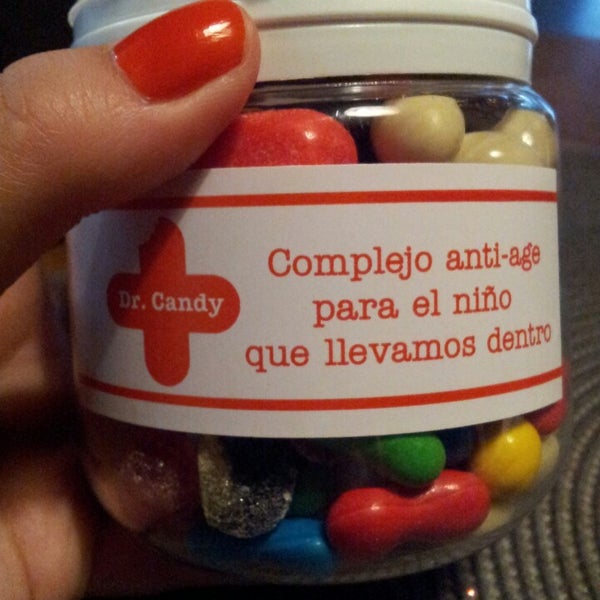 Dr. Candy
Complejo anti-age
para el niño
que llevamos dentro